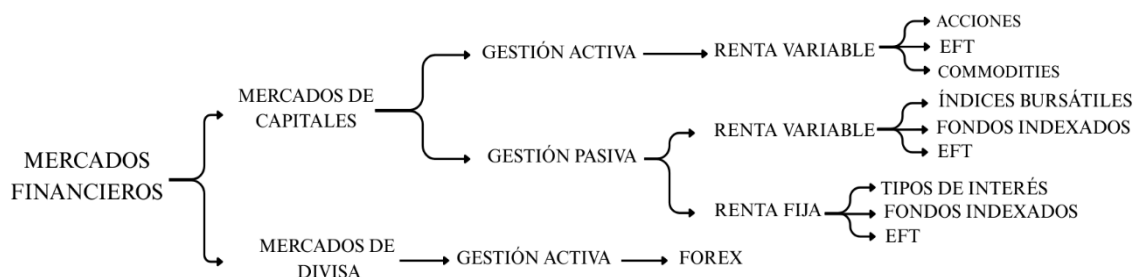 MERCADOS
FINANCIEROS
MERCADOS DE
CAPITALES
GESTIÓN ACTIVA
RENTA VARIABLE
ACCIONES
EFT
COMMODITIES
GESTIÓN PASIVA
RENTA VARIABLE
ÍNDICES BURSÁTILES
FONDOS INDEXADOS
EFT
RENTA FIJA
TIPOS DE INTERÉS
FONDOS INDEXADOS
EFT
MERCADOS DE
DIVISA
GESTIÓN ACTIVA
FOREX